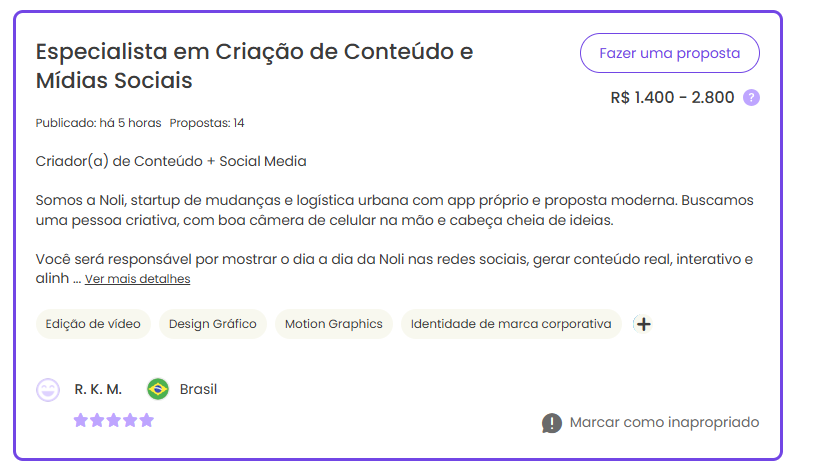 Especialista em Criação de Conteúdo e
Mídias Sociais
Fazer uma proposta
R$ 1.400 - 2.800 ?
Publicado: há 5 horas Propostas: 14
Criador(a) de Conteúdo + Social Media
Somos a Noli, startup de mudanças e logística urbana com app próprio e proposta moderna. Buscamos
uma pessoa criativa, com boa câmera de celular na mão e cabeça cheia de ideias.
Você será responsável por mostrar o dia a dia da Noli nas redes sociais, gerar conteúdo real, interativo e
alinh ... Ver mais detalhes
Edição de vídeo Design Gráfico Motion Graphics Identidade de marca corporativa +
R. K. M. Brasil
Marcar como inapropriado